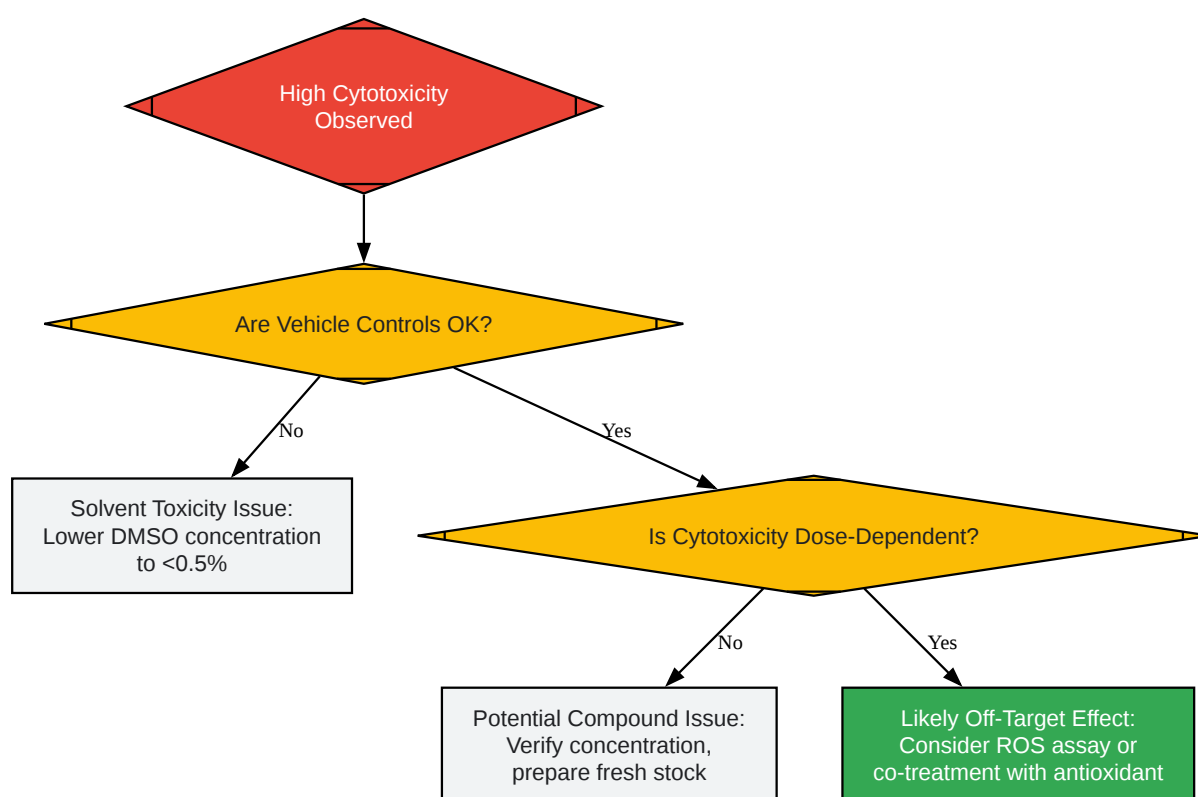 High Cytotoxicity
Observed
Are Vehicle Controls OK?
No
Yes
Solvent Toxicity Issue:
Lower DMSO concentration
to <0.5%
Is Cytotoxicity Dose-Dependent?
No
Yes
Potential Compound Issue:
Verify concentration,
prepare fresh stock
Likely Off-Target Effect:
Consider ROS assay or
co-treatment with antioxidant